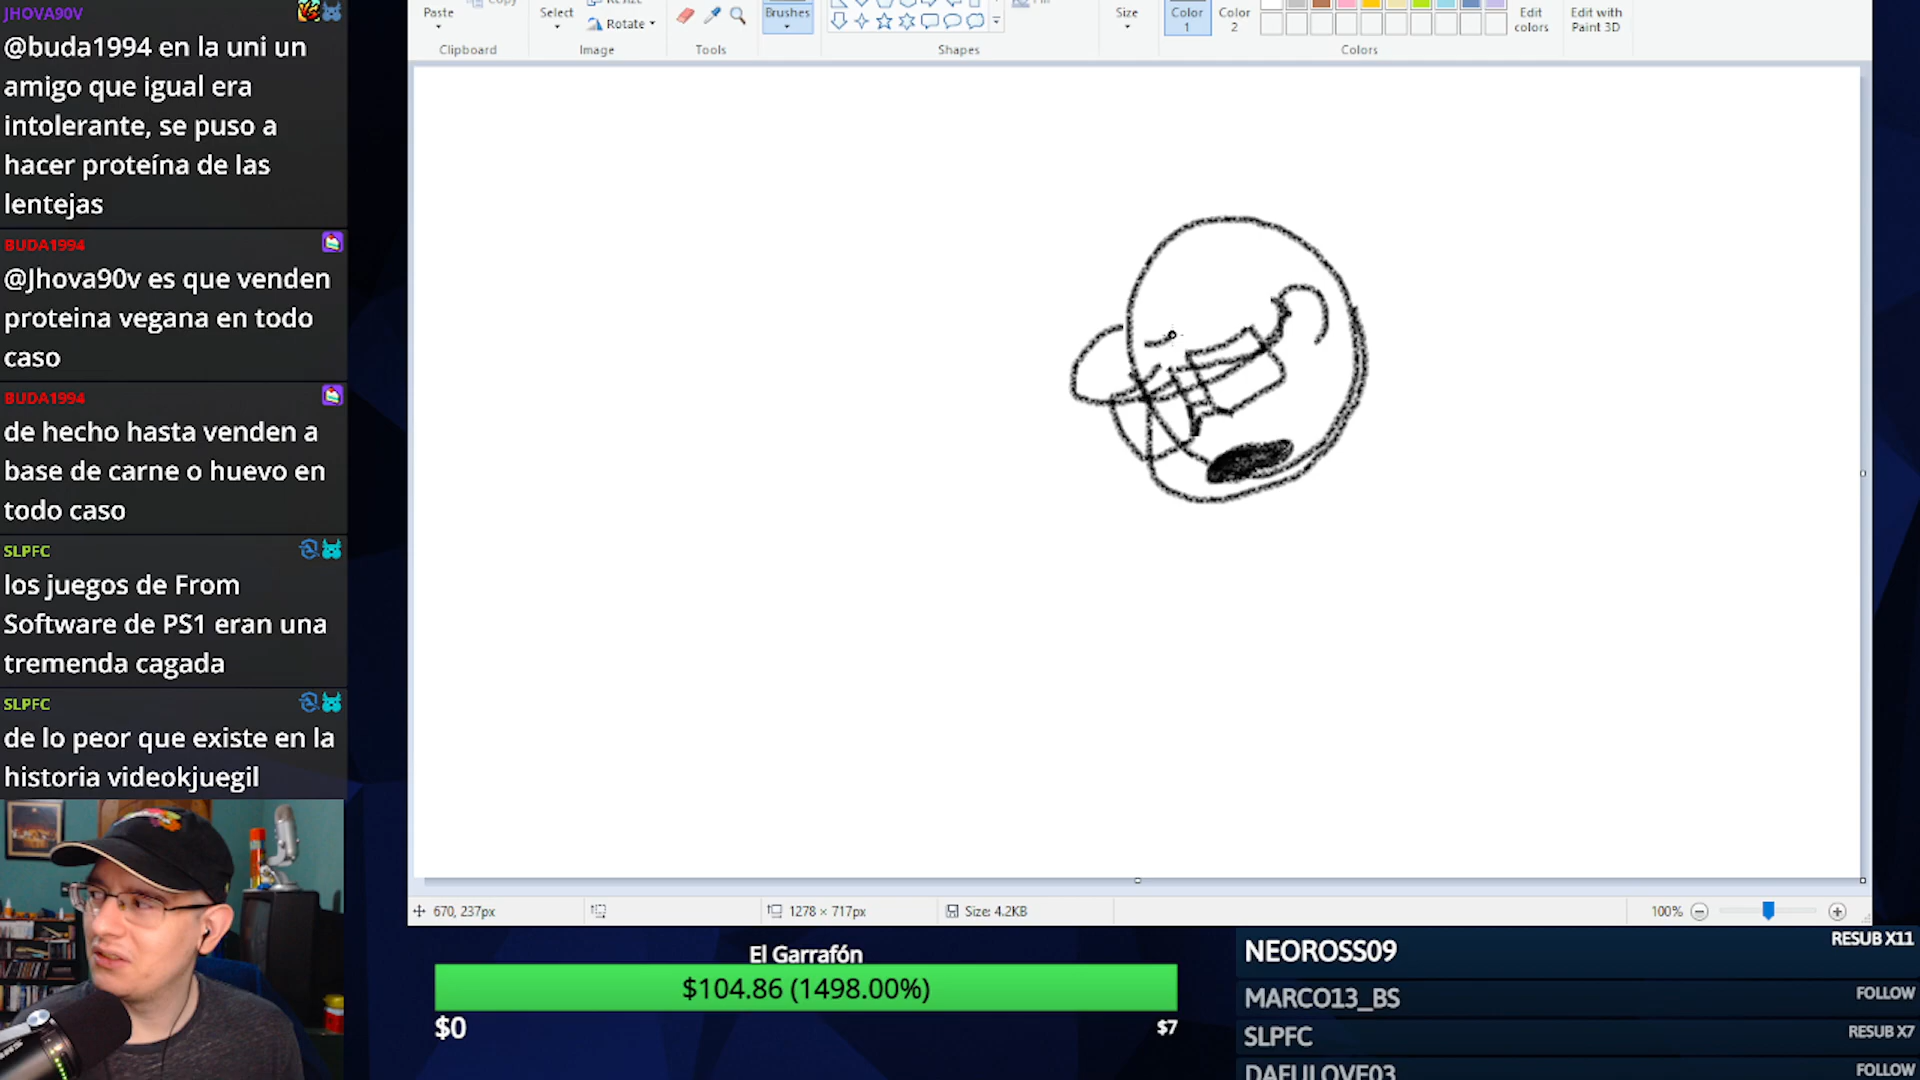 JHOVA90V
@buda1994 en la uni un
amigo que igual era
intolerante, se puso a
hacer proteína de las
lentejas
BUDA1994
@Jhova90v es que venden
proteina vegana en todo
caso
BUDA1994
de hecho hasta venden a
base de carne o huevo en
todo caso
SLPFC
los juegos de From
Software de PS1 eran una
tremenda cagada
SLPFC
de lo peor que existe en la
historia videokjuegil
Paste
Copy
Clipboard
Select
Resize
Rotate
Image
Tools
Brushes
Shapes
Fill
Size
Color
1
Color
2
Edit
colors
Edit with
Paint 3D
Colors
670, 237px
1278 × 717px
Size: 4.2KB
100%
El Garrafón
$104.86 (1498.00%)
$0
$7
NEOROSS09
RESUB X11
MARCO13_BS
FOLLOW
SLPFC
RESUB X7
FOLLOW